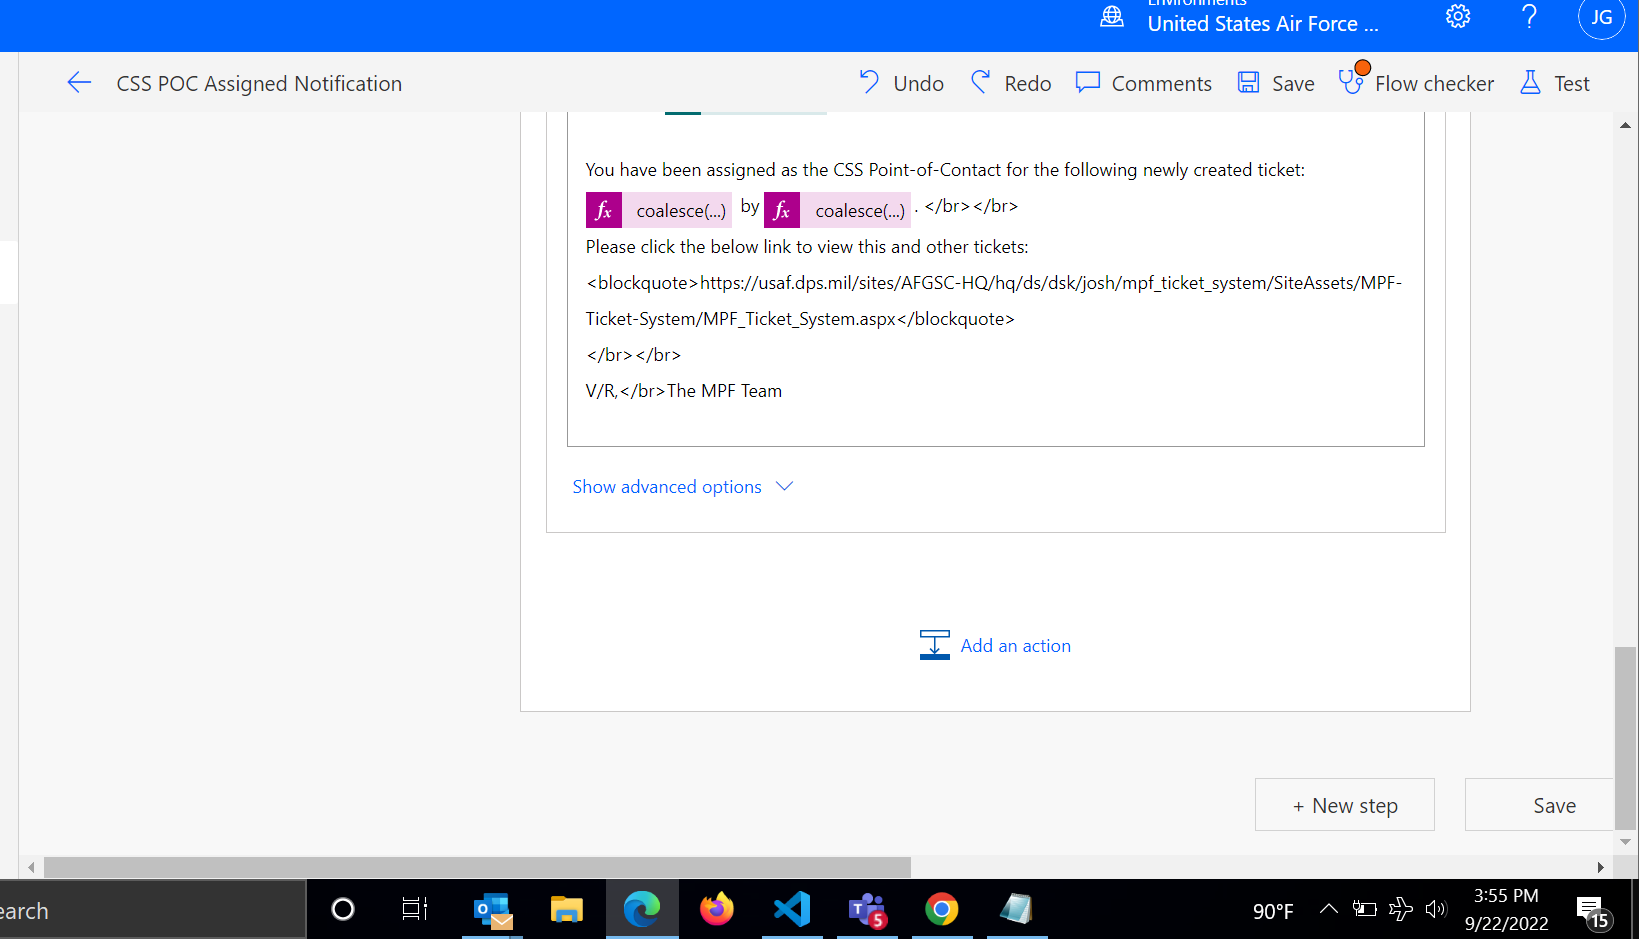 Environments
United States Air Force ...
JG
CSS POC Assigned Notification
Undo
Redo
Comments
Save
Flow checker
Test
You have been assigned as the CSS Point-of-Contact for the following newly created ticket:
fx coalesce(...) by fx coalesce(...) . </br></br>
Please click the below link to view this and other tickets:
<blockquote>https://usaf.dps.mil/sites/AFGSC-HQ/hq/ds/dsk/josh/mpf_ticket_system/SiteAssets/MPF-
Ticket-System/MPF_Ticket_System.aspx</blockquote>
</br></br>
V/R,</br>The MPF Team
Show advanced options
Add an action
+ New step
Save
earch
5
90°F
3:55 PM
9/22/2022
15